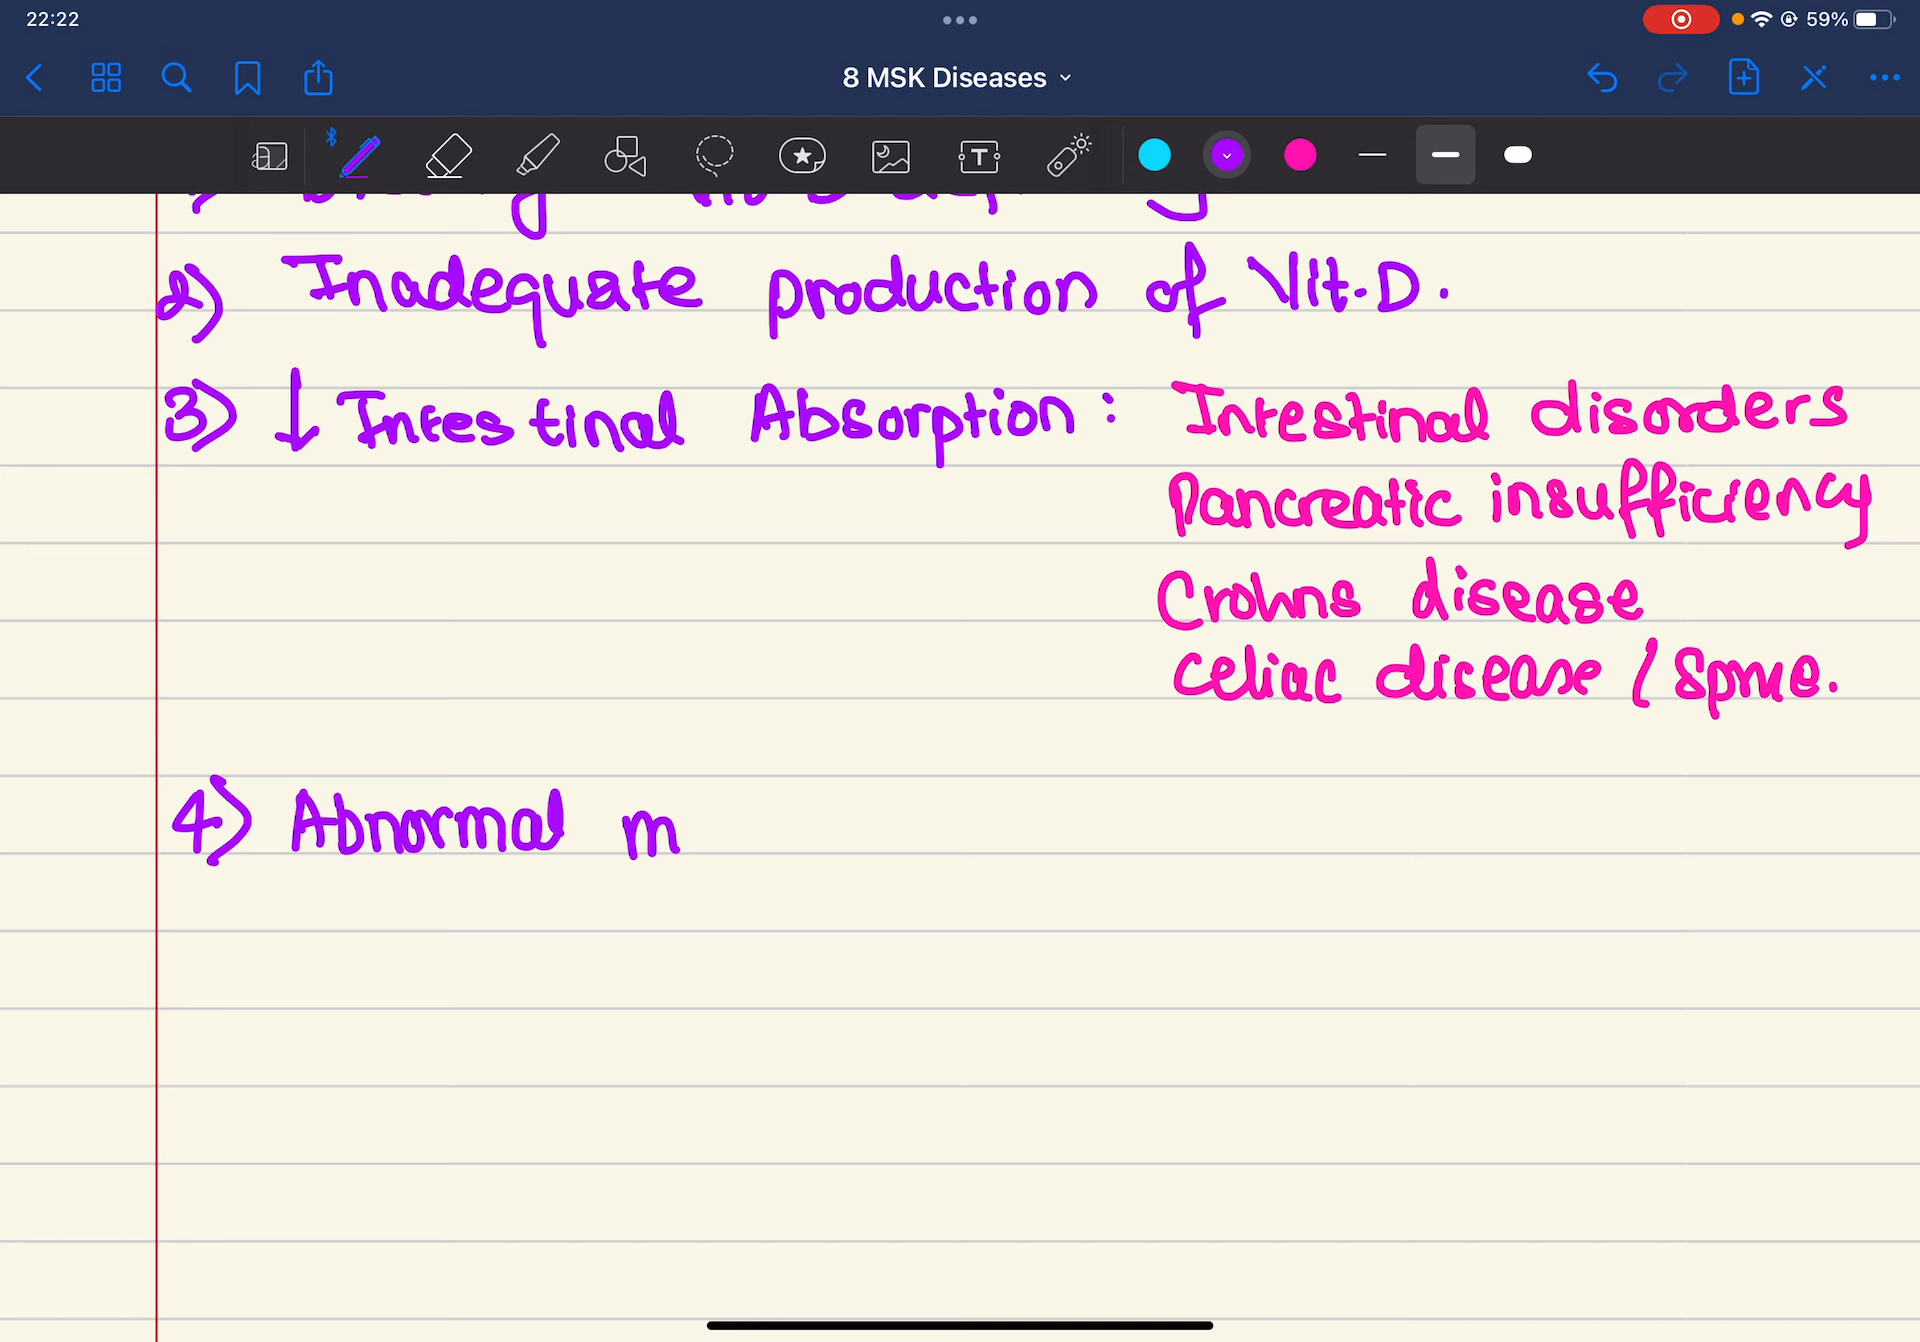 22:22
59%
8 MSK Diseases
2) Inadequate production of Vit.D.
3) ↓ Intestinal Absorption : Intestinal disorders
Pancreatic insufficiency
Crohns disease
Celiac disease / Sprue.
4) Abnormal m